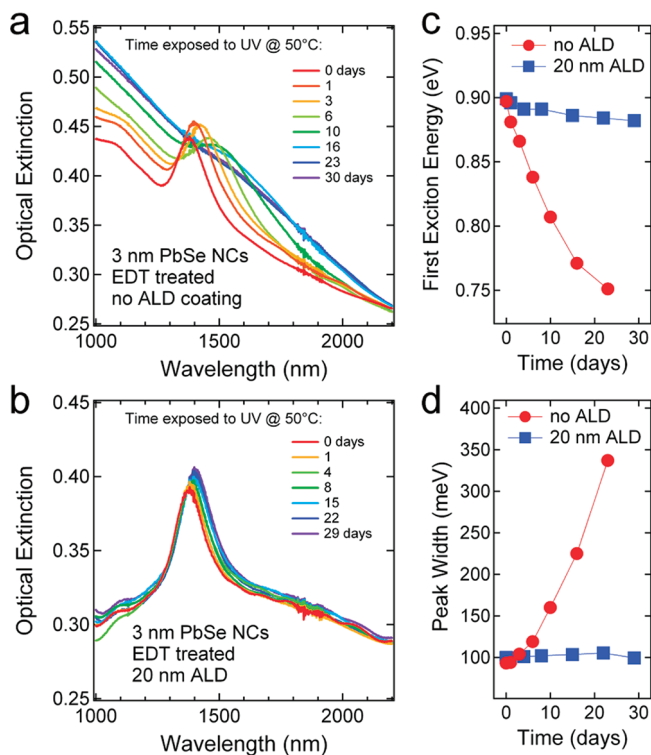 a
Optical Extinction
0.55
0.50
0.45
0.40
0.35
0.30
0.25
Time exposed to UV @ 50°C:
0 days
1
3
6
10
16
23
30 days
3 nm PbSe NCs
EDT treated
no ALD coating
1000 1500 2000
Wavelength (nm)
b
Optical Extinction
0.45
0.40
0.35
0.30
0.25
Time exposed to UV @ 50°C:
0 days
1
4
8
15
22
29 days
3 nm PbSe NCs
EDT treated
20 nm ALD
1000 1500 2000
Wavelength (nm)
c
First Exciton Energy (eV)
0.95
0.90
0.85
0.80
0.75
no ALD
20 nm ALD
0 10 20 30
Time (days)
d
Peak Width (meV)
400
350
300
250
200
150
100
50
no ALD
20 nm ALD
0 10 20 30
Time (days)